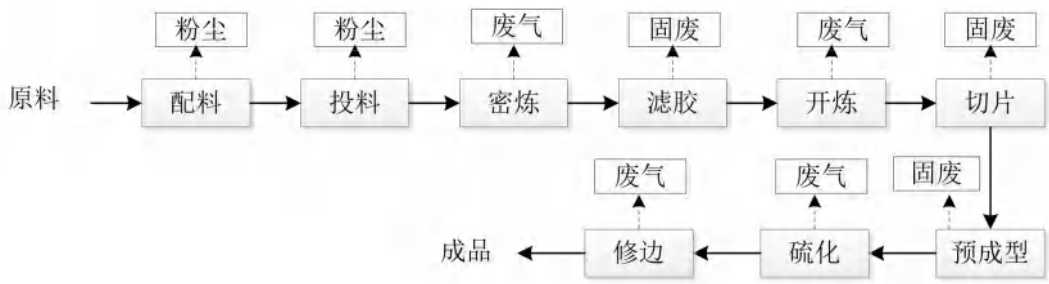 粉尘 粉尘 废气 固废 废气 固废
原料 配料 投料 密炼 滤胶 开炼 切片
废气 废气 固废
成品 修边 硫化 预成型